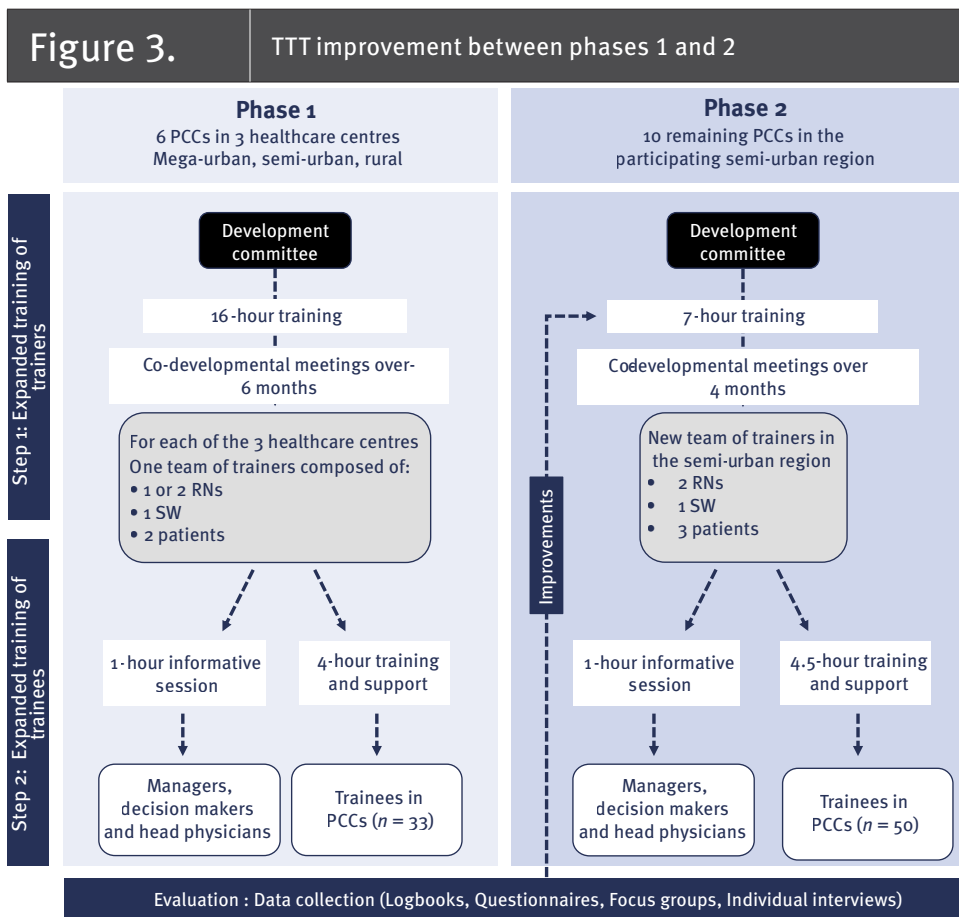 Figure 3.
TTT improvement between phases 1 and 2
Phase 1
6 PCCs in 3 healthcare centres
Mega-urban, semi-urban, rural
Phase 2
10 remaining PCCs in the
participating semi-urban region
Step 1: Expanded training of
trainers
Development
committee
16-hour training
Co-developmental meetings over-
6 months
For each of the 3 healthcare centres
One team of trainers composed of:
• 1 or 2 RNs
• 1 SW
• 2 patients
Development
committee
7-hour training
Co-developmental meetings over
4 months
New team of trainers in
the semi-urban region
• 2 RNs
• 1 SW
• 3 patients
Improvements
Step 2: Expanded training of
trainees
1-hour informative
session
4-hour training
and support
Managers,
decision makers
and head physicians
Trainees in
PCCs (n = 33)
1-hour informative
session
4.5-hour training
and support
Managers,
decision makers
and head physicians
Trainees in
PCCs (n = 50)
Evaluation : Data collection (Logbooks, Questionnaires, Focus groups, Individual interviews)